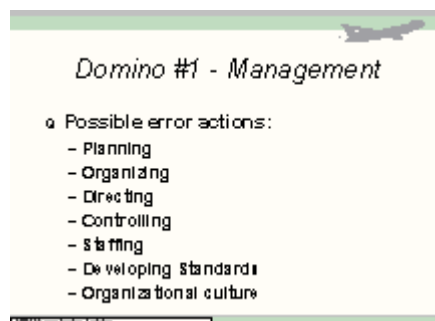 Domino #1 - Management
Possible error actions:
– Planning
– Organizing
– Directing
– Controlling
– Staffing
– Developing Standards
– Organizational culture